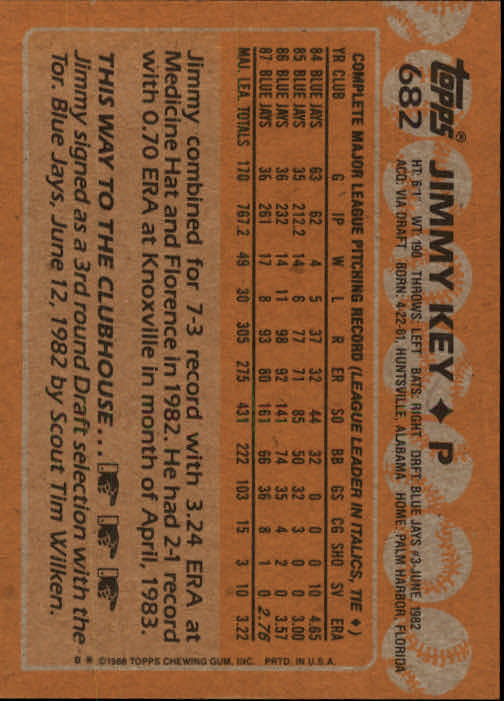 Topps®
682
JIMMY KEY ♦ P
HT: 6'1" WT: 190 THROWS: LEFT BATS: RIGHT DRFT: BLUE JAYS #3-JUNE, 1982
ACQ: VIA DRAFT BORN: 4-22-61, HUNTSVILLE, ALABAMA HOME: PALM HARBOR, FLORIDA
COMPLETE MAJOR LEAGUE PITCHING RECORD (LEAGUE LEADER IN ITALICS, TIE ♦)
YR CLUB G IP W L R ER SO BB GS CG SHO SV ERA
84 BLUE JAYS 63 62 4 5 37 32 44 32 0 0 0 10 4.65
85 BLUE JAYS 35 212.2 14 6 77 71 85 50 32 3 0 0 3.00
86 BLUE JAYS 36 232 14 11 98 92 141 74 35 4 2 0 3.57
87 BLUE JAYS 36 261 17 8 93 80 161 66 36 8 1 0 2.76
MAJ. LEA. TOTALS 170 767.2 49 30 305 275 431 222 103 15 3 10 3.22
Jimmy combined for 7-3 record with 3.24 ERA at
Medicine Hat and Florence in 1982. He had 2-1 record
with 0.70 ERA at Knoxville in month of April, 1983.
THIS WAY TO THE CLUBHOUSE . . .
Jimmy signed as a 3rd round Draft selection with the
Tor. Blue Jays, June 12, 1982 by Scout Tim Wilken.
B * ©1988 TOPPS CHEWING GUM, INC. PRTD. IN U.S.A.